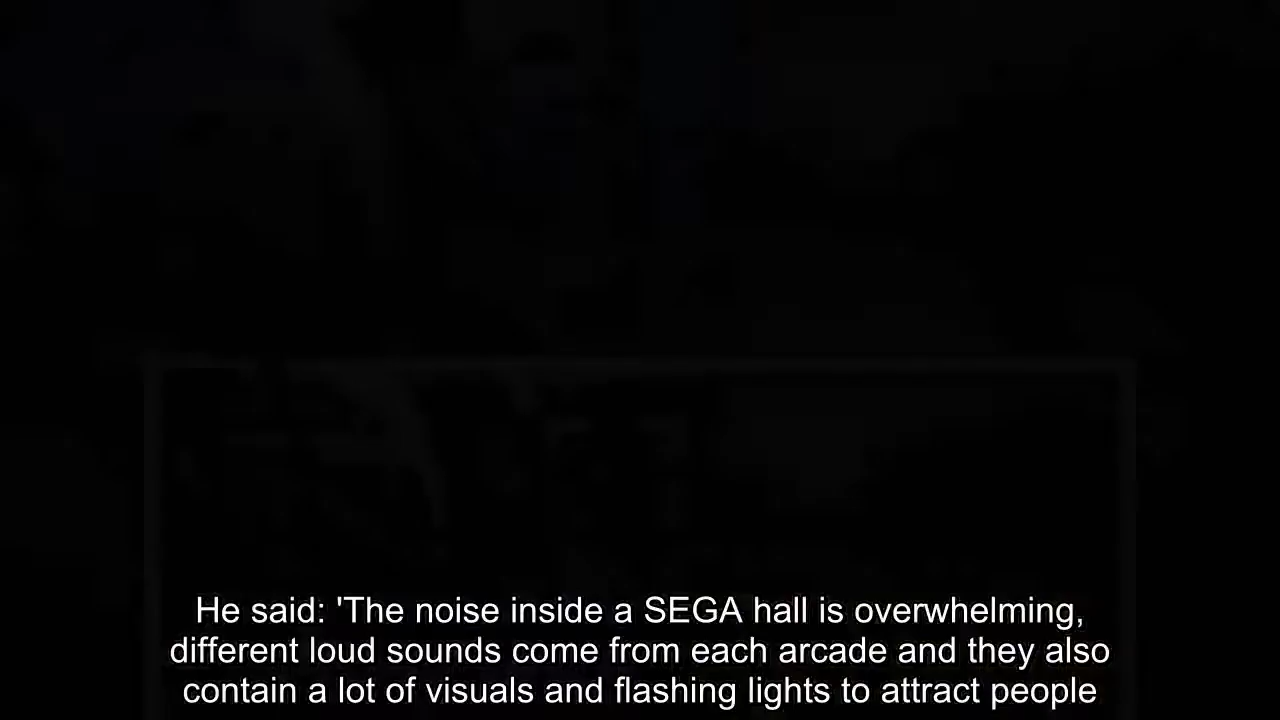 He said: 'The noise inside a SEGA hall is overwhelming,
different loud sounds come from each arcade and they also
contain a lot of visuals and flashing lights to attract people